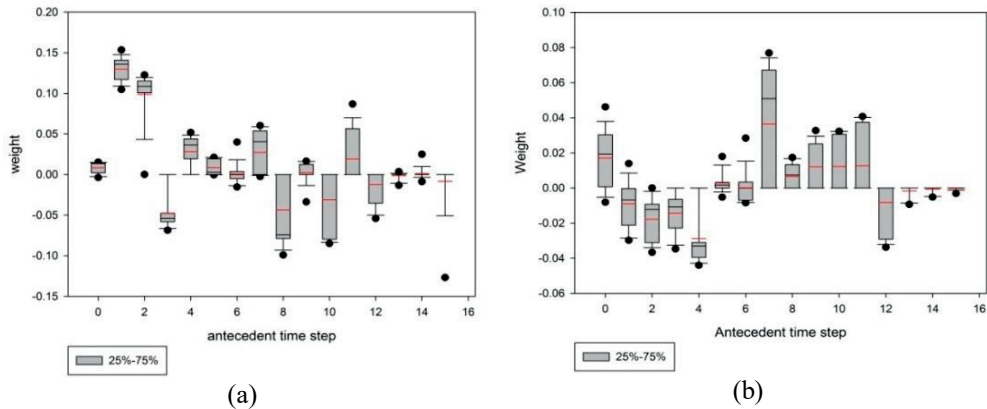 0.20
0.15
0.10
0.05
0.00
-0.05
-0.10
-0.15
weight
0 2 4 6 8 10 12 14 16
antecedent time step
25%-75%
(a)
0.10
0.08
0.06
0.04
0.02
0.00
-0.02
-0.04
-0.06
Weight
0 2 4 6 8 10 12 14 16
Antecedent time step
25%-75%
(b)